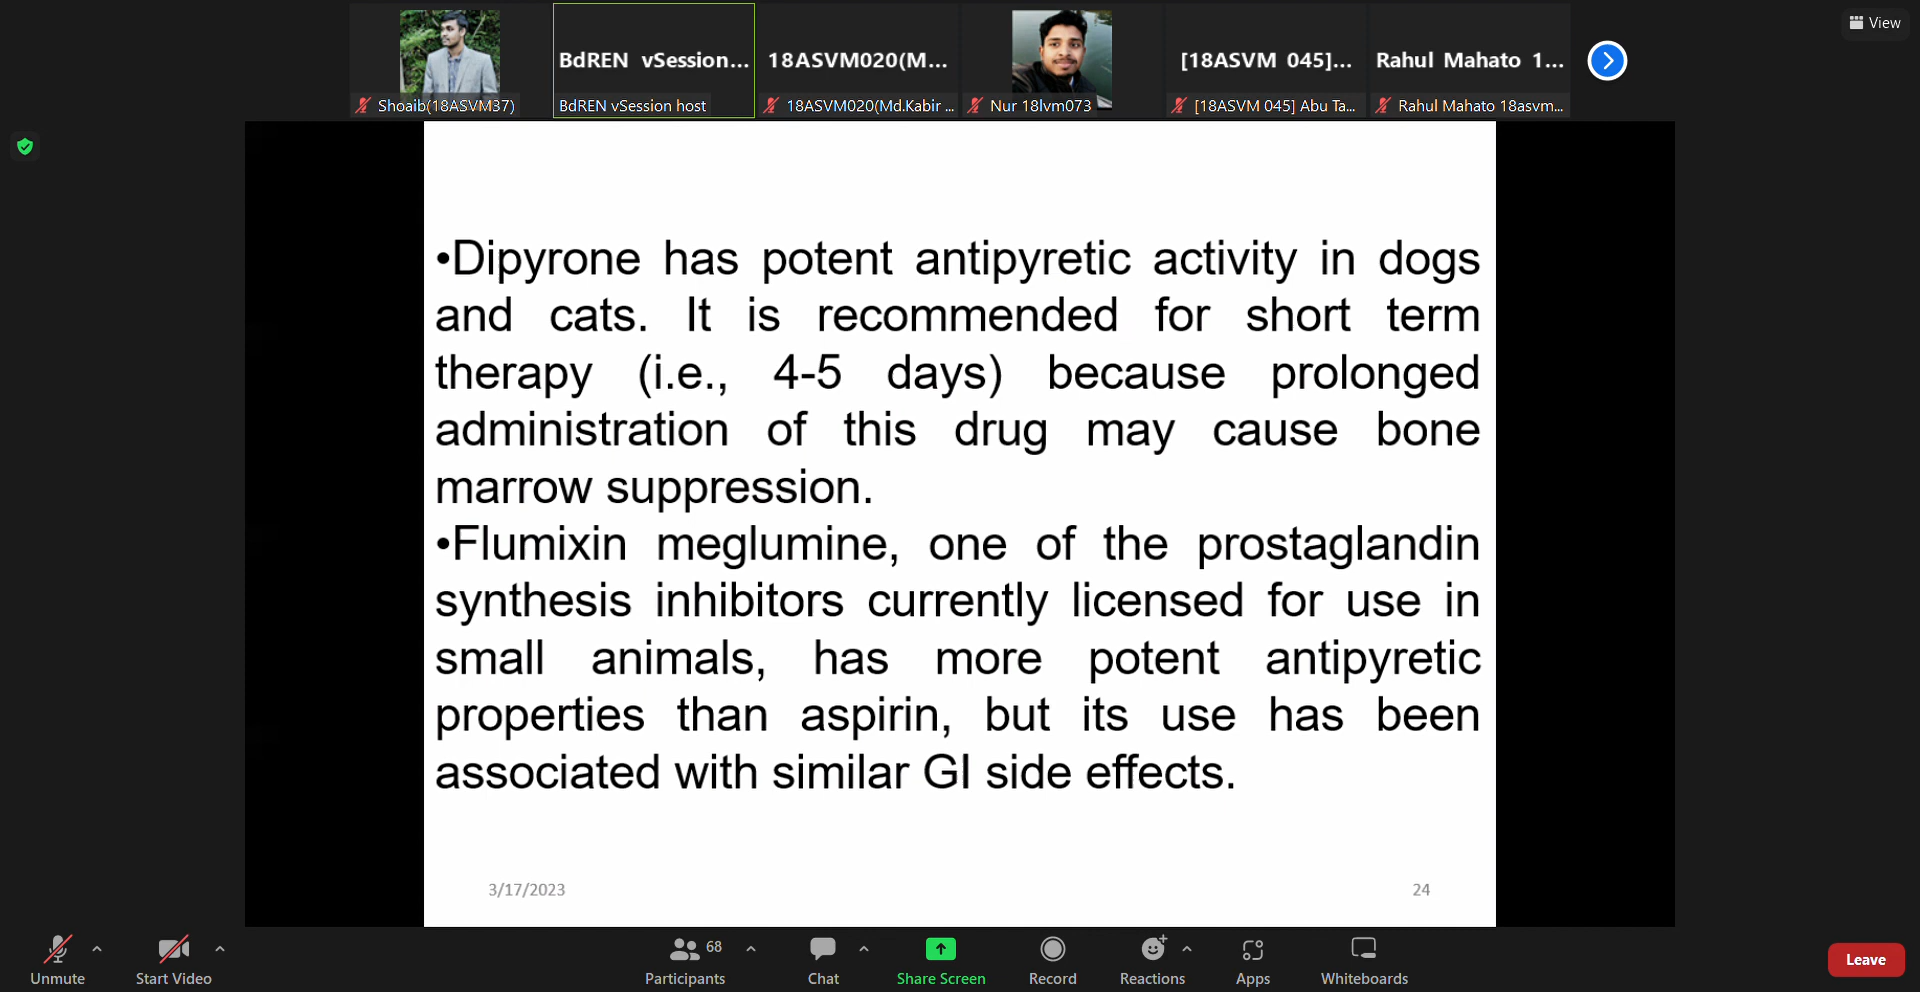 BdREN vSession...
18ASVM020(M...
[18ASVM 045]...
Rahul Mahato 1...
View
Shoaib(18ASVM37)
BdREN vSession host
18ASVM020(Md.Kabir ...
Nur 18lvm073
[18ASVM 045] Abu Ta...
Rahul Mahato 18asvm...
•Dipyrone has potent antipyretic activity in dogs
and cats. It is recommended for short term
therapy (i.e., 4-5 days) because prolonged
administration of this drug may cause bone
marrow suppression.
•Flumixin meglumine, one of the prostaglandin
synthesis inhibitors currently licensed for use in
small animals, has more potent antipyretic
properties than aspirin, but its use has been
associated with similar GI side effects.
3/17/2023
24
68
Unmute
Start Video
Participants
Chat
Share Screen
Record
Reactions
Apps
Whiteboards
Leave